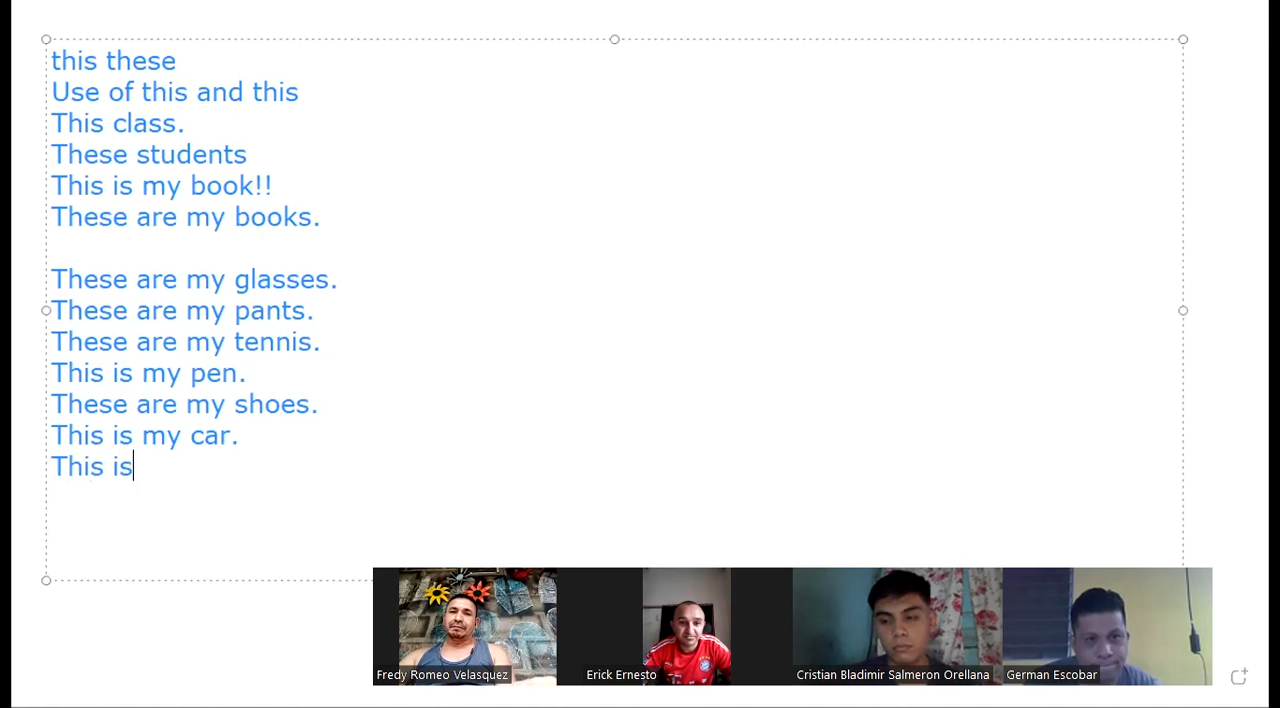 this these
Use of this and this
This class.
These students
This is my book!!
These are my books.
These are my glasses.
These are my pants.
These are my tennis.
This is my pen.
These are my shoes.
This is my car.
This is
Fredy Romeo Velasquez
Erick Ernesto
Cristian Bladimir Salmeron Orellana
German Escobar